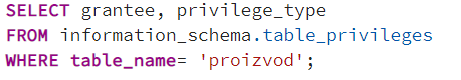 SELECT grantee, privilege_type
FROM information_schema.table_privileges
WHERE table_name= 'proizvod';